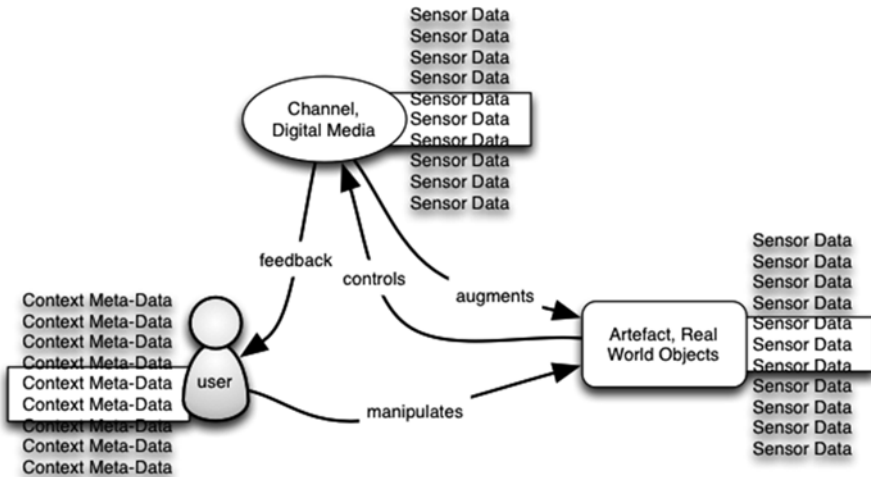 Sensor Data
Sensor Data
Sensor Data
Sensor Data
Sensor Data
Sensor Data
Sensor Data
Sensor Data
Sensor Data
Sensor Data
Channel,
Digital Media
feedback
controls
augments
Sensor Data
Sensor Data
Sensor Data
Sensor Data
Sensor Data
Sensor Data
Sensor Data
Sensor Data
Sensor Data
Sensor Data
Sensor Data
Artefact, Real
World Objects
Context Meta-Data
Context Meta-Data
Context Meta-Data
Context Meta-Data
Context Meta-Data
Context Meta-Data
Context Meta-Data
Context Meta-Data
Context Meta-Data
user
manipulates